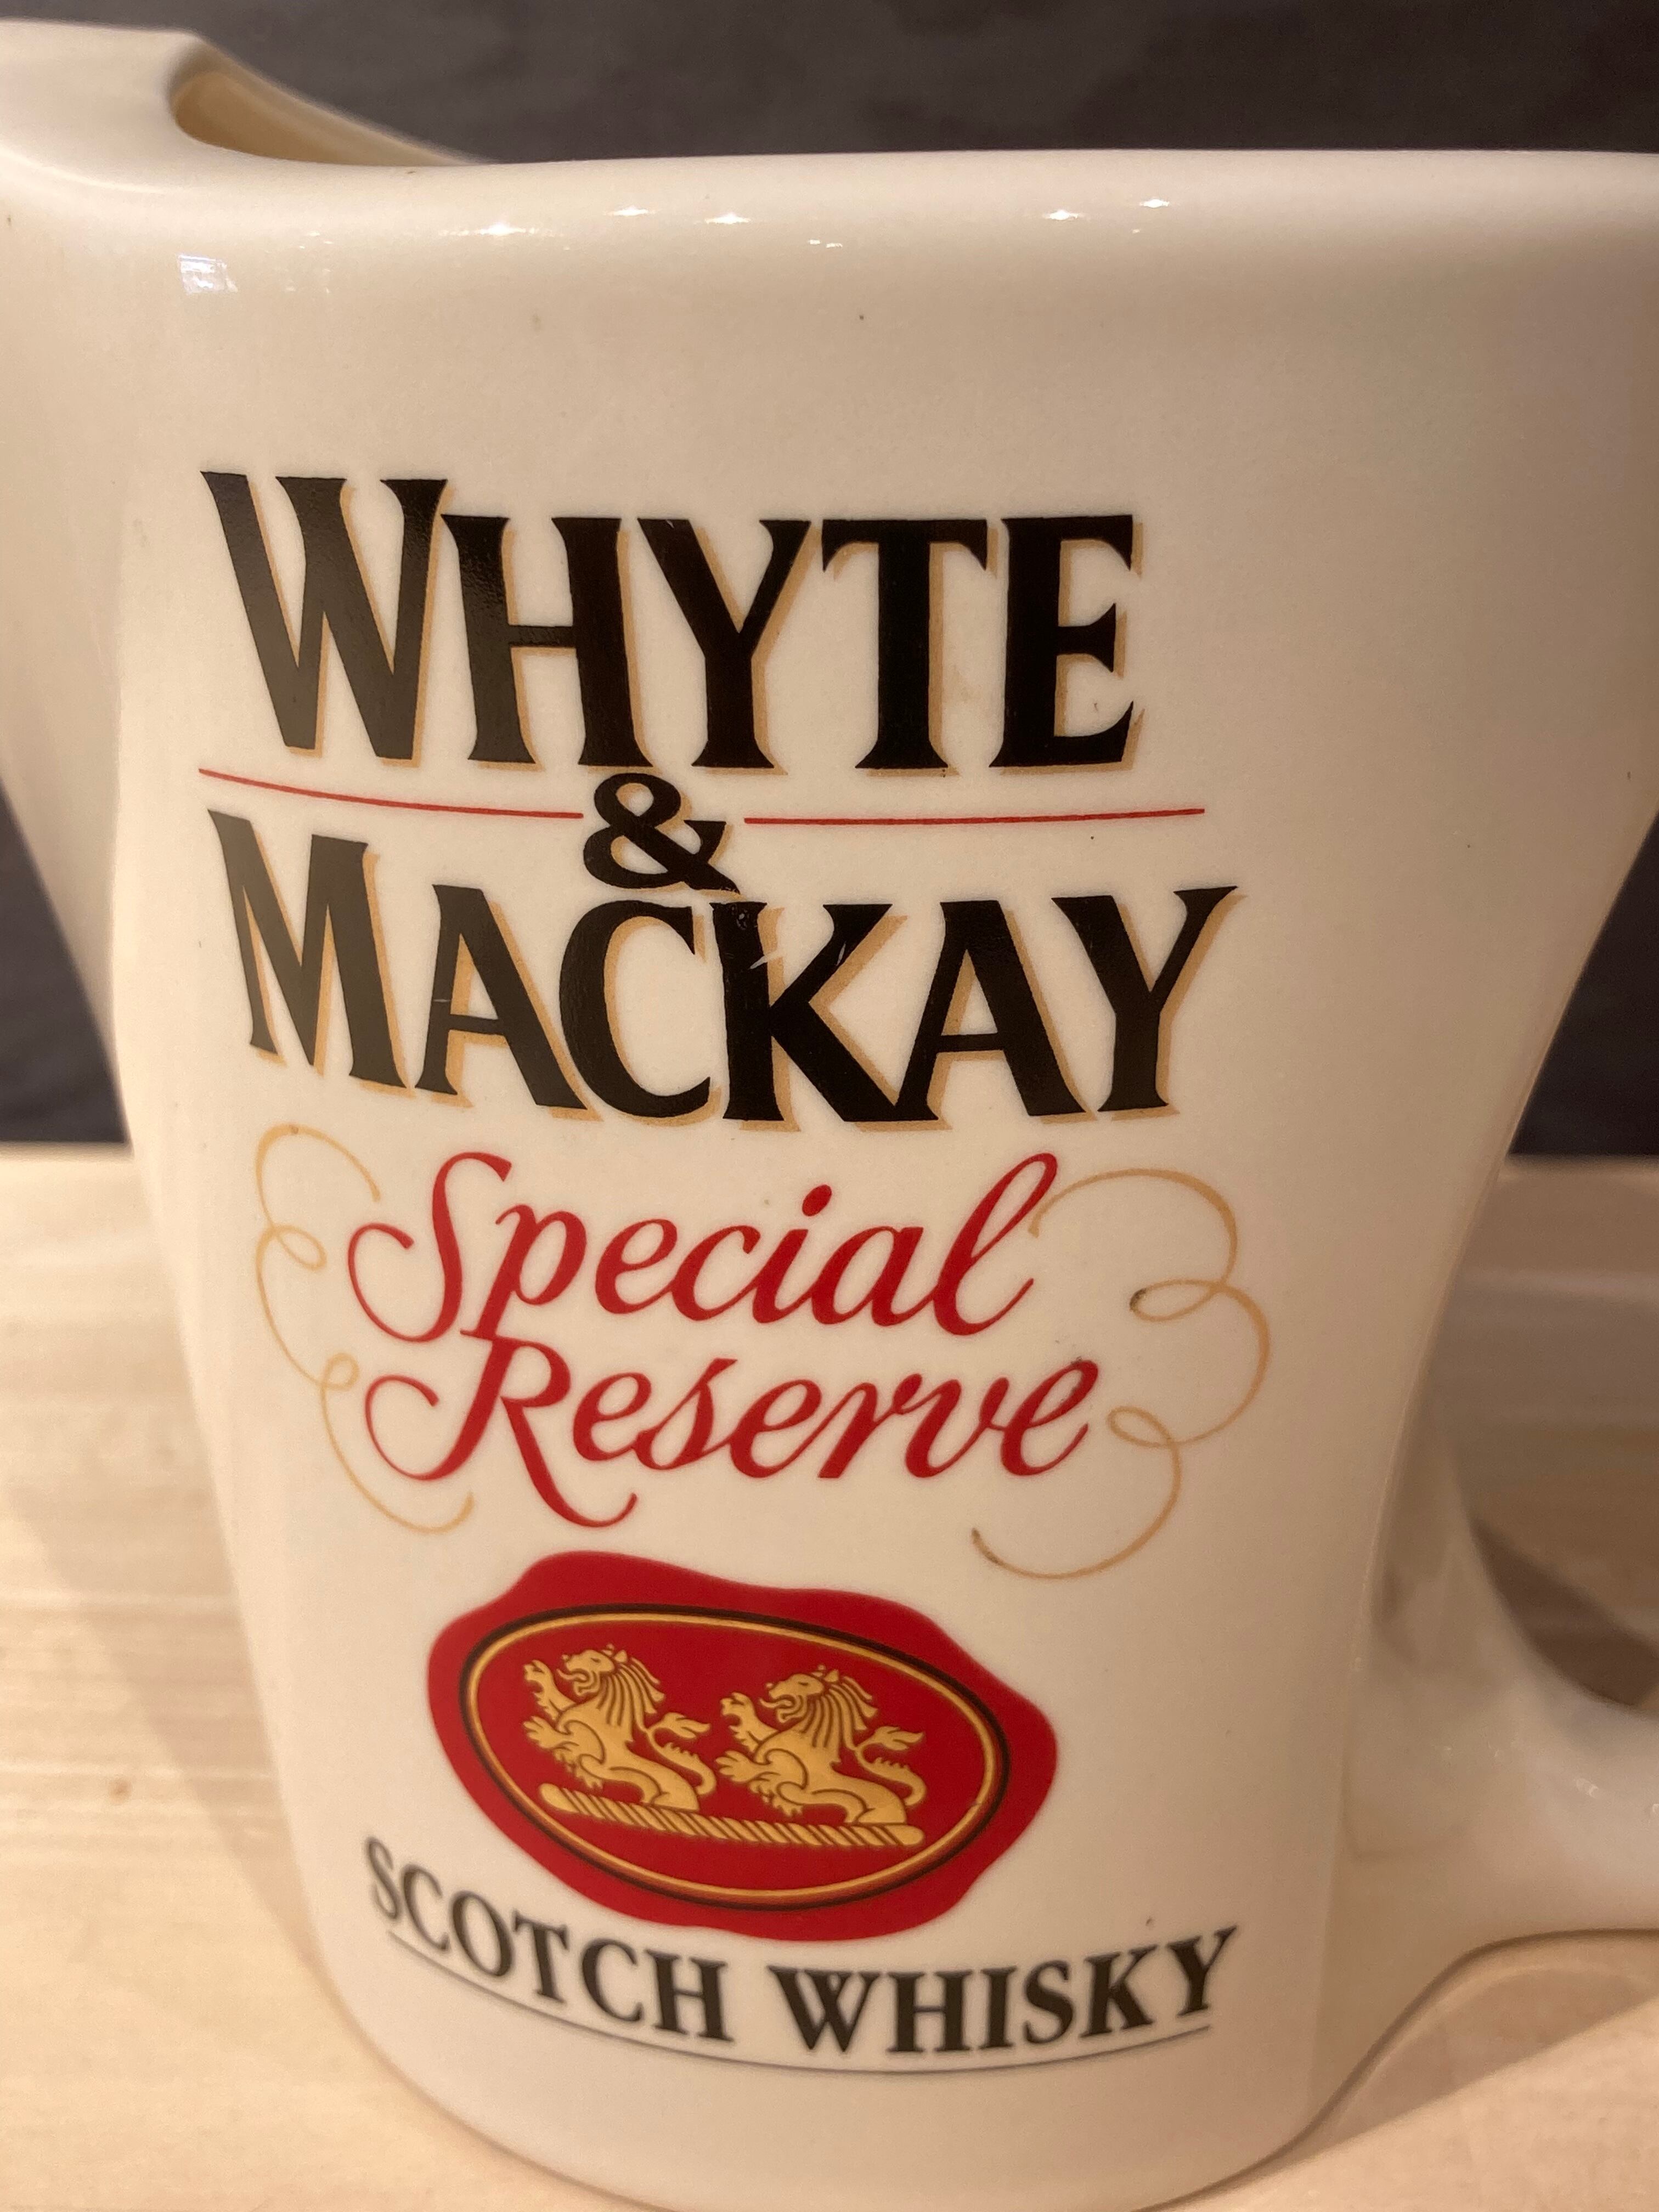 WHYTE
&
MACKAY
Special
Reserve
SCOTCH WHISKY